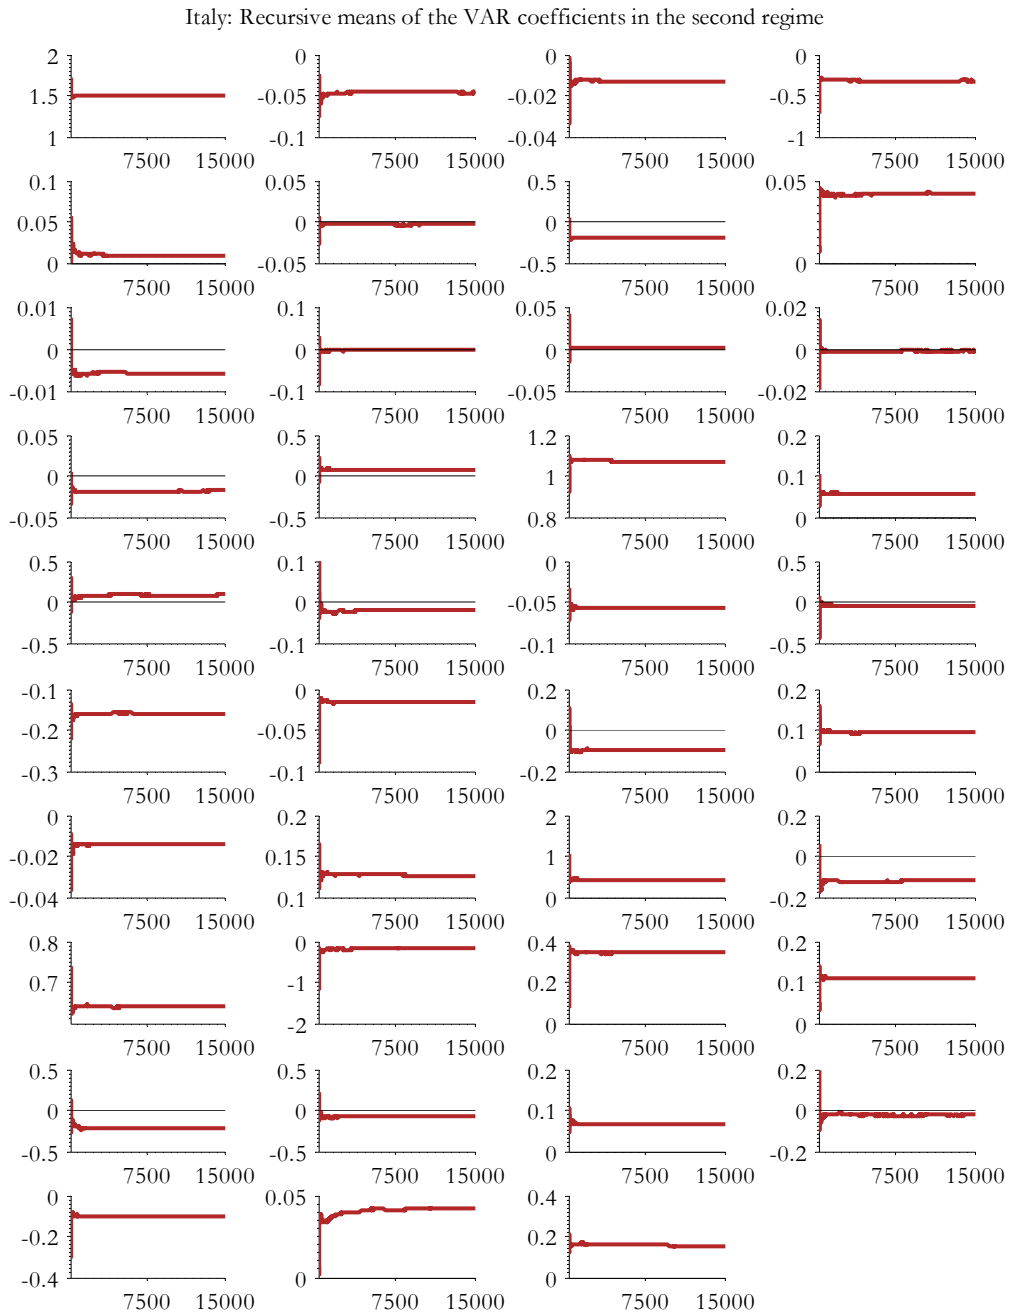 Italy: Recursive means of the VAR coefficients in the second regime
2 0 0 0
1.5 -0.05 -0.02 -0.5
1 -0.1 -0.04 -1
7500 15000 7500 15000 7500 15000 7500 15000
0.1 0.05 0.5 0.05
0.05 0 0
0 -0.05 -0.5 0
7500 15000 7500 15000 7500 15000 7500 15000
0.01 0.1 0.05 0.02
0 0 0 0
-0.01 -0.1 -0.05 -0.02
7500 15000 7500 15000 7500 15000 7500 15000
0.05 0.5 1.2 0.2
0 0 1 0.1
-0.05 -0.5 0.8 0
7500 15000 7500 15000 7500 15000 7500 15000
0.5 0.1 0 0.5
0 0 -0.05 0
-0.5 -0.1 -0.1 -0.5
7500 15000 7500 15000 7500 15000 7500 15000
-0.1 0 0.2 0.2
-0.2 -0.05 0 0.1
-0.3 -0.1 -0.2 0
7500 15000 7500 15000 7500 15000 7500 15000
0 0.2 2 0.2
-0.02 0.15 1 0
-0.04 0.1 0 -0.2
7500 15000 7500 15000 7500 15000 7500 15000
0.8 0 0.4 0.2
0.7 -1 0.2 0.1
-2 0 0
7500 15000 7500 15000 7500 15000 7500 15000
0.5 0.5 0.2 0.2
0 0 0.1 0
-0.5 -0.5 0 -0.2
7500 15000 7500 15000 7500 15000 7500 15000
0 0.05 0.4
-0.2 0.2
-0.4 0 0
7500 15000 7500 15000 7500 15000